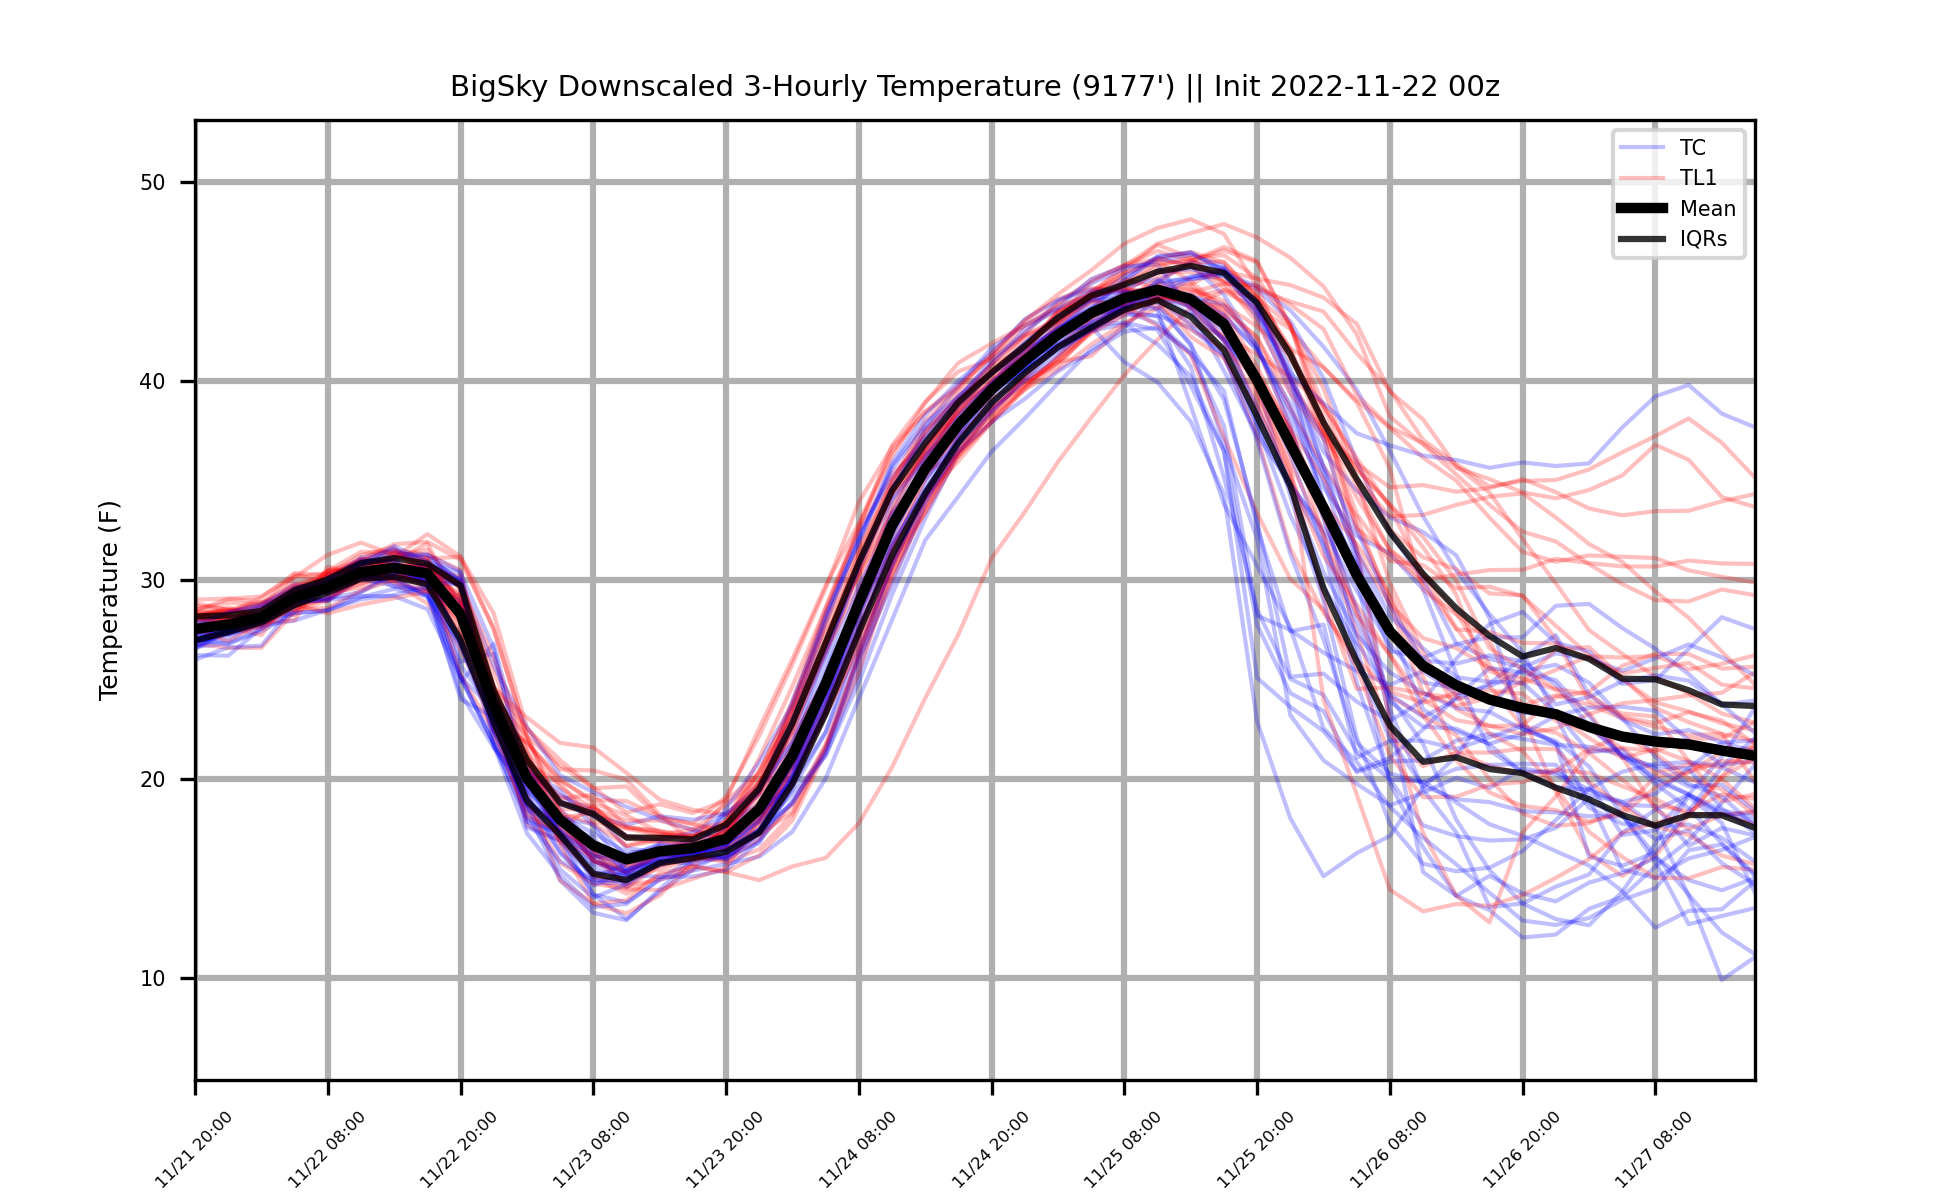 BigSky Downscaled 3-Hourly Temperature (9177') || Init 2022-11-22 00z
TC
TL1
Mean
IQRs
Temperature (F)
50
40
30
20
10
11/21 20:00
11/22 08:00
11/22 20:00
11/23 08:00
11/23 20:00
11/24 08:00
11/24 20:00
11/25 08:00
11/25 20:00
11/26 08:00
11/26 20:00
11/27 08:00